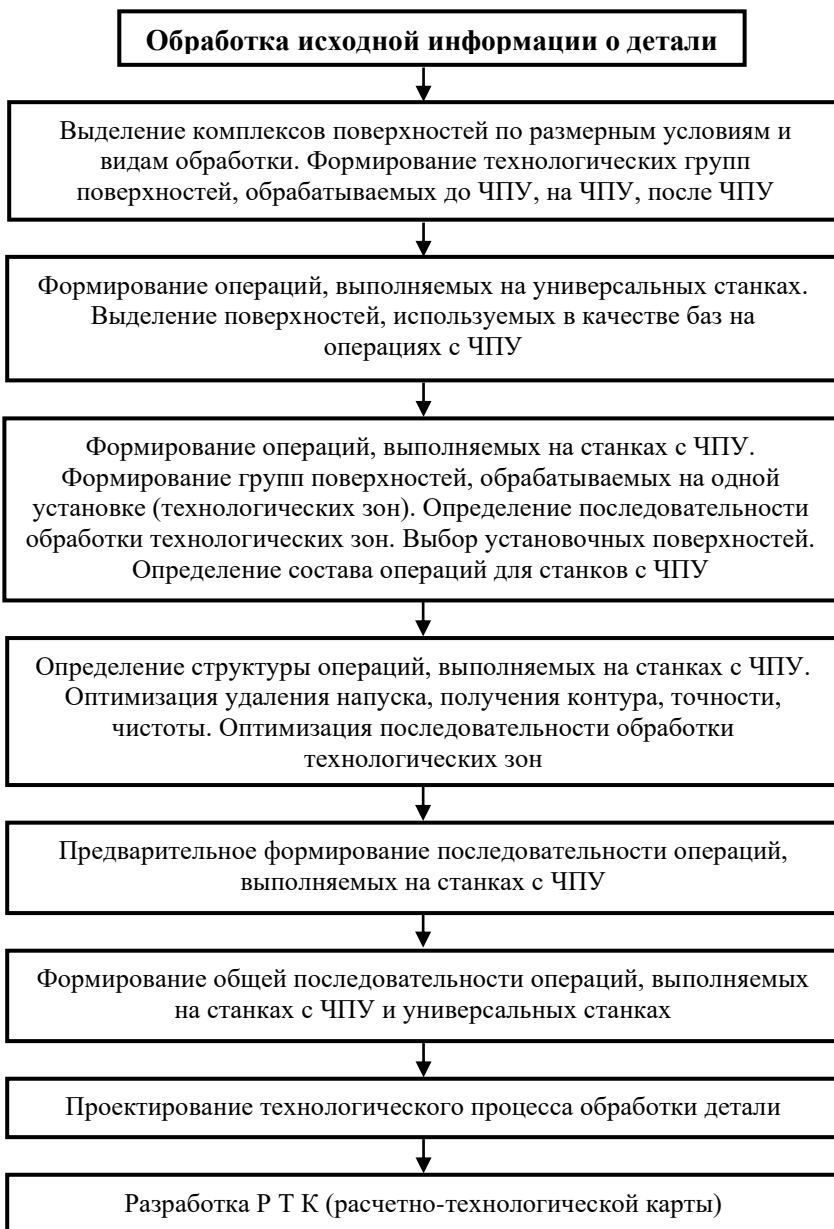 Обработка исходной информации о детали
Выделение комплексов поверхностей по размерным условиям и
видам обработки. Формирование технологических групп
поверхностей, обрабатываемых до ЧПУ, на ЧПУ, после ЧПУ
Формирование операций, выполняемых на универсальных станках.
Выделение поверхностей, используемых в качестве баз на
операциях с ЧПУ
Формирование операций, выполняемых на станках с ЧПУ.
Формирование групп поверхностей, обрабатываемых на одной
установке (технологических зон). Определение последовательности
обработки технологических зон. Выбор установочных поверхностей.
Определение состава операций для станков с ЧПУ
Определение структуры операций, выполняемых на станках с ЧПУ.
Оптимизация удаления напуска, получения контура, точности,
чистоты. Оптимизация последовательности обработки
технологических зон
Предварительное формирование последовательности операций,
выполняемых на станках с ЧПУ
Формирование общей последовательности операций, выполняемых
на станках с ЧПУ и универсальных станках
Проектирование технологического процесса обработки детали
Разработка Р Т К (расчетно-технологической карты)